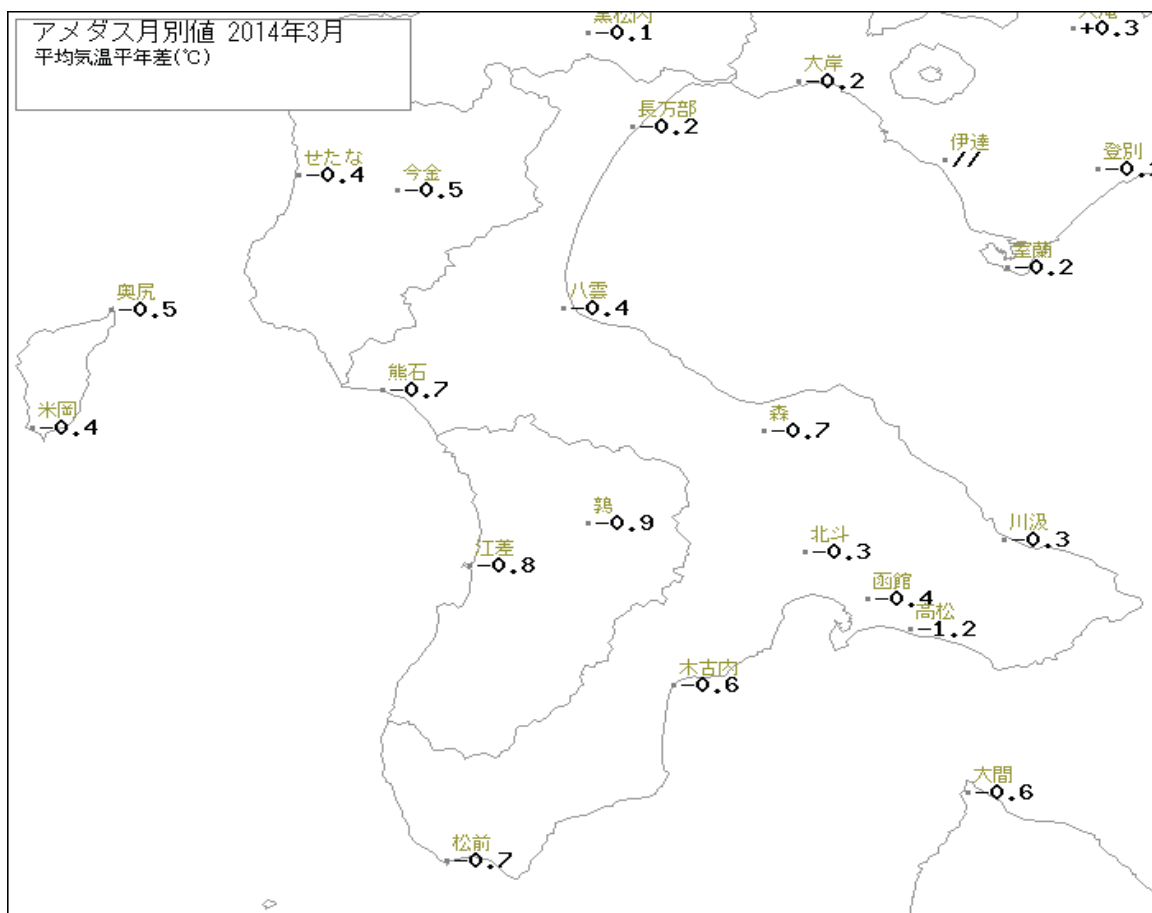 アメダス月別値 2014年3月
平均気温平年差(℃)
黒松内
-0.1
+0.3
大岸
-0.2
長万部
-0.2
伊達
//
登別
せたな
-0.4
今金
-0.5
室蘭
-0.2
奥尻
-0.5
八雲
-0.4
熊石
-0.7
米岡
-0.4
森
-0.7
鶉
-0.9
川汲
-0.3
北斗
-0.3
江差
-0.8
函館
-0.4
高松
-1.2
木古内
-0.6
大間
-0.6
松前
-0.7